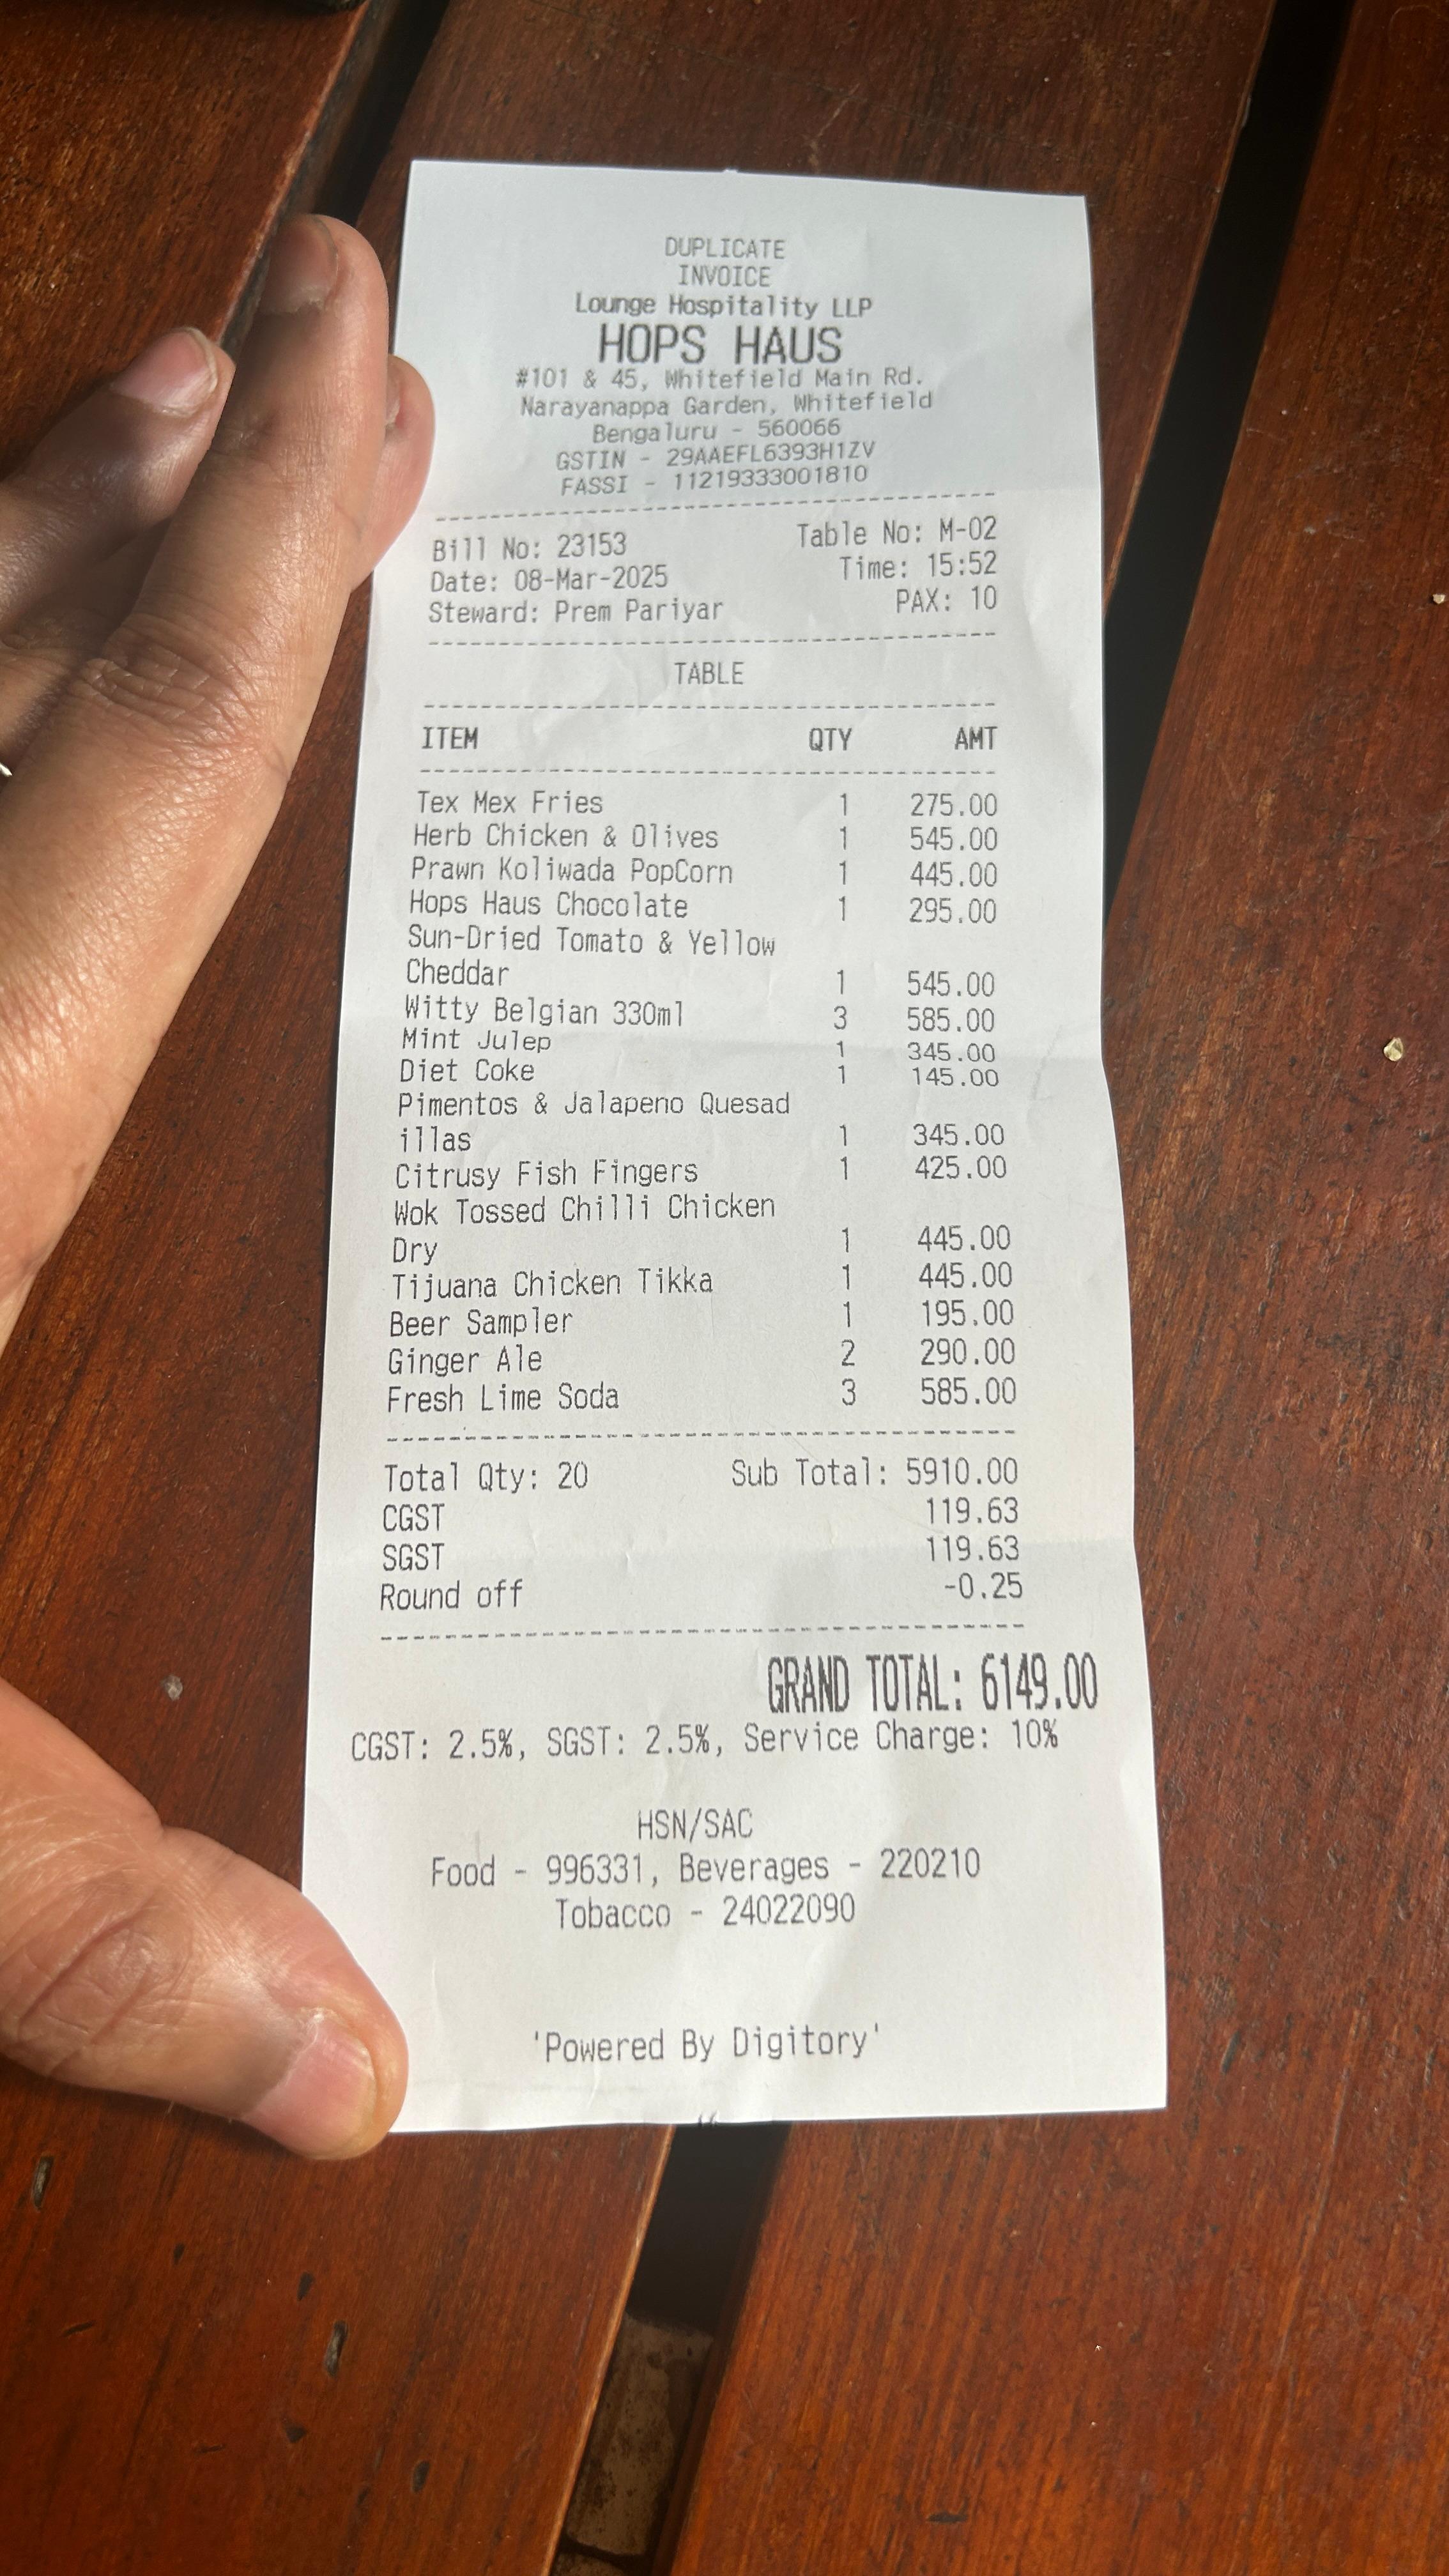 DUPLICATE
INVOICE
Lounge Hospitality LLP
HOPS HAUS
#101 & 45, Whitefield Main Rd.
Narayanappa Garden, Whitefield
Bengaluru - 560066
GSTIN - 29AAEFL6393H1ZV
FASSI - 11219333001810
Bill No: 23153 Table No: M-02
Date: 08-Mar-2025 Time: 15:52
Steward: Prem Pariyar PAX: 10
TABLE
ITEM QTY AMT
Tex Mex Fries 1 275.00
Herb Chicken & Olives 1 545.00
Prawn Koliwada PopCorn 1 445.00
Hops Haus Chocolate 1 295.00
Sun-Dried Tomato & Yellow
Cheddar 1 545.00
Witty Belgian 330ml 3 585.00
Mint Julep 1 345.00
Diet Coke 1 145.00
Pimentos & Jalapeno Quesad
illas 1 345.00
Citrusy Fish Fingers 1 425.00
Wok Tossed Chilli Chicken
Dry 1 445.00
Tijuana Chicken Tikka 1 445.00
Beer Sampler 1 195.00
Ginger Ale 2 290.00
Fresh Lime Soda 3 585.00
Total Qty: 20 Sub Total: 5910.00
CGST 119.63
SGST 119.63
Round off -0.25
GRAND TOTAL: 6149.00
CGST: 2.5%, SGST: 2.5%, Service Charge: 10%
HSN/SAC
Food - 996331, Beverages - 220210
Tobacco - 24022090
'Powered By Digitory'